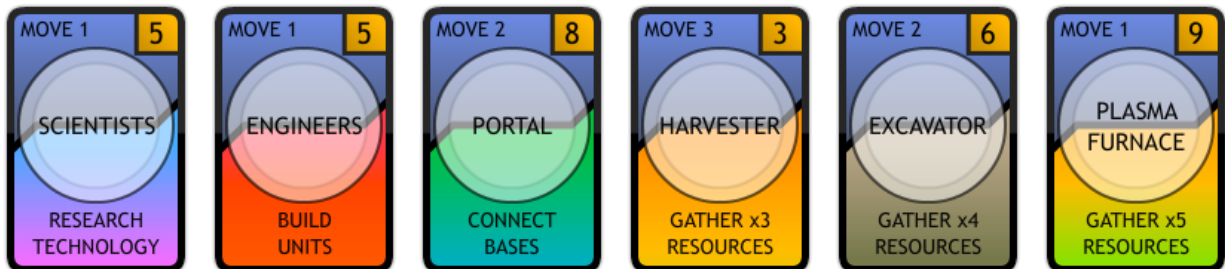 MOVE 1 5
SCIENTISTS
RESEARCH
TECHNOLOGY
MOVE 1 5
ENGINEERS
BUILD
UNITS
MOVE 2 8
PORTAL
CONNECT
BASES
MOVE 3 3
HARVESTER
GATHER x3
RESOURCES
MOVE 2 6
EXCAVATOR
GATHER x4
RESOURCES
MOVE 1 9
PLASMA
FURNACE
GATHER x5
RESOURCES